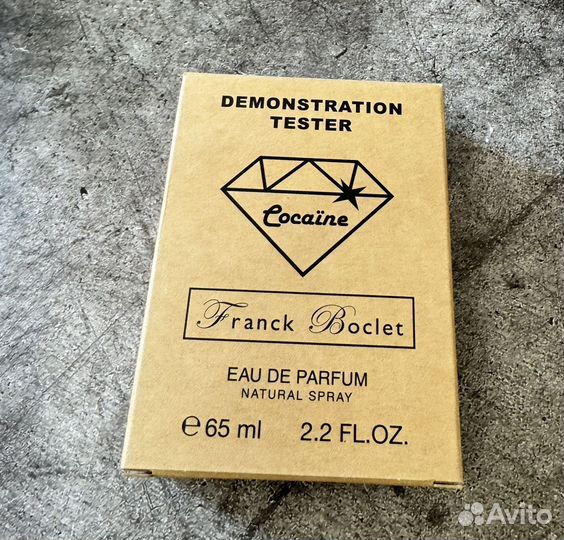 DEMONSTRATION
TESTER
Cocaïne
Franck Boclet
EAU DE PARFUM
NATURAL SPRAY
℮65 ml 2.2 FL.OZ.
Avito